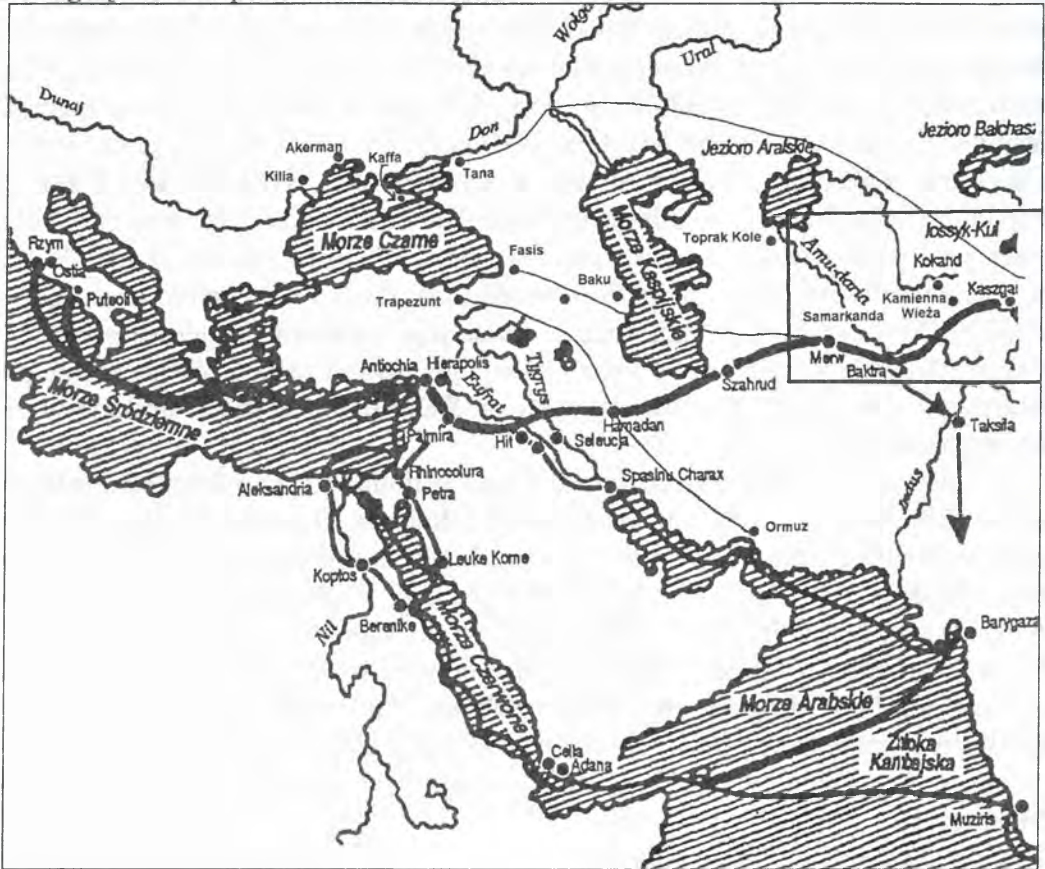 Wołga
Ural
Dunaj
Don
Jezioro Aralskie
Jezioro Bałchasz
Akerman
Kaffa
Kilia
Tana
Morze Czarne
Morze Kaspijskie
Toprak Kole
Amu-daria
Iossyk-Kul
Kokand
Kaszgar
Rzym
Ostia
Puteoli
Fasis
Baku
Trapezunt
Samarkanda
Kamienna
Wieża
Merw
Baktra
Antiochia
Hierapolis
Tygrys
Eufrat
Szahrud
Morze Śródziemne
Palmira
Hit
Seleucja
Hamadan
Taksila
Aleksandria
Rhinocolura
Petra
Spasinu Charax
Indus
Ormuz
Koptos
Leuke Kome
Nil
Berenike
Morze Czerwone
Barygaza
Morze Arabskie
Zatoka
Kambajska
Cella
Adana
Muziris